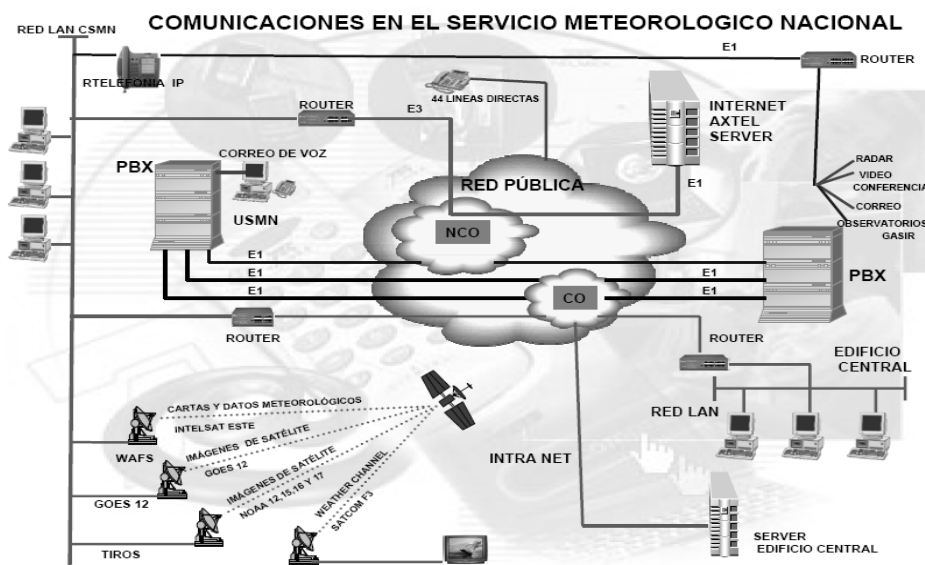 COMUNICACIONES EN EL SERVICIO METEOROLOGICO NACIONAL
RED LAN CSMN
E1
ROUTER
RTELEFONIA IP
44 LINEAS DIRECTAS
ROUTER
E3
INTERNET
AXTEL
SERVER
PBX
CORREO DE VOZ
RED PÚBLICA
E1
RADAR
VIDEO
CONFERENCIA
CORREO
OBSERVATORIOS
GASIR
USMN
NCO
E1
E1
E1
E1
E1
PBX
E1
CO
E1
ROUTER
ROUTER
EDIFICIO
CENTRAL
RED LAN
CARTAS Y DATOS METEOROLÓGICOS
INTELSAT ESTE
WAFS
IMÁGENES DE SATÉLITE
GOES 12
GOES 12
IMÁGENES DE SATÉLITE
NOAA 12,15,16 Y 17
WEATHER CHANNEL
SATCOM F3
INTRA NET
TIROS
SERVER
EDIFICIO CENTRAL